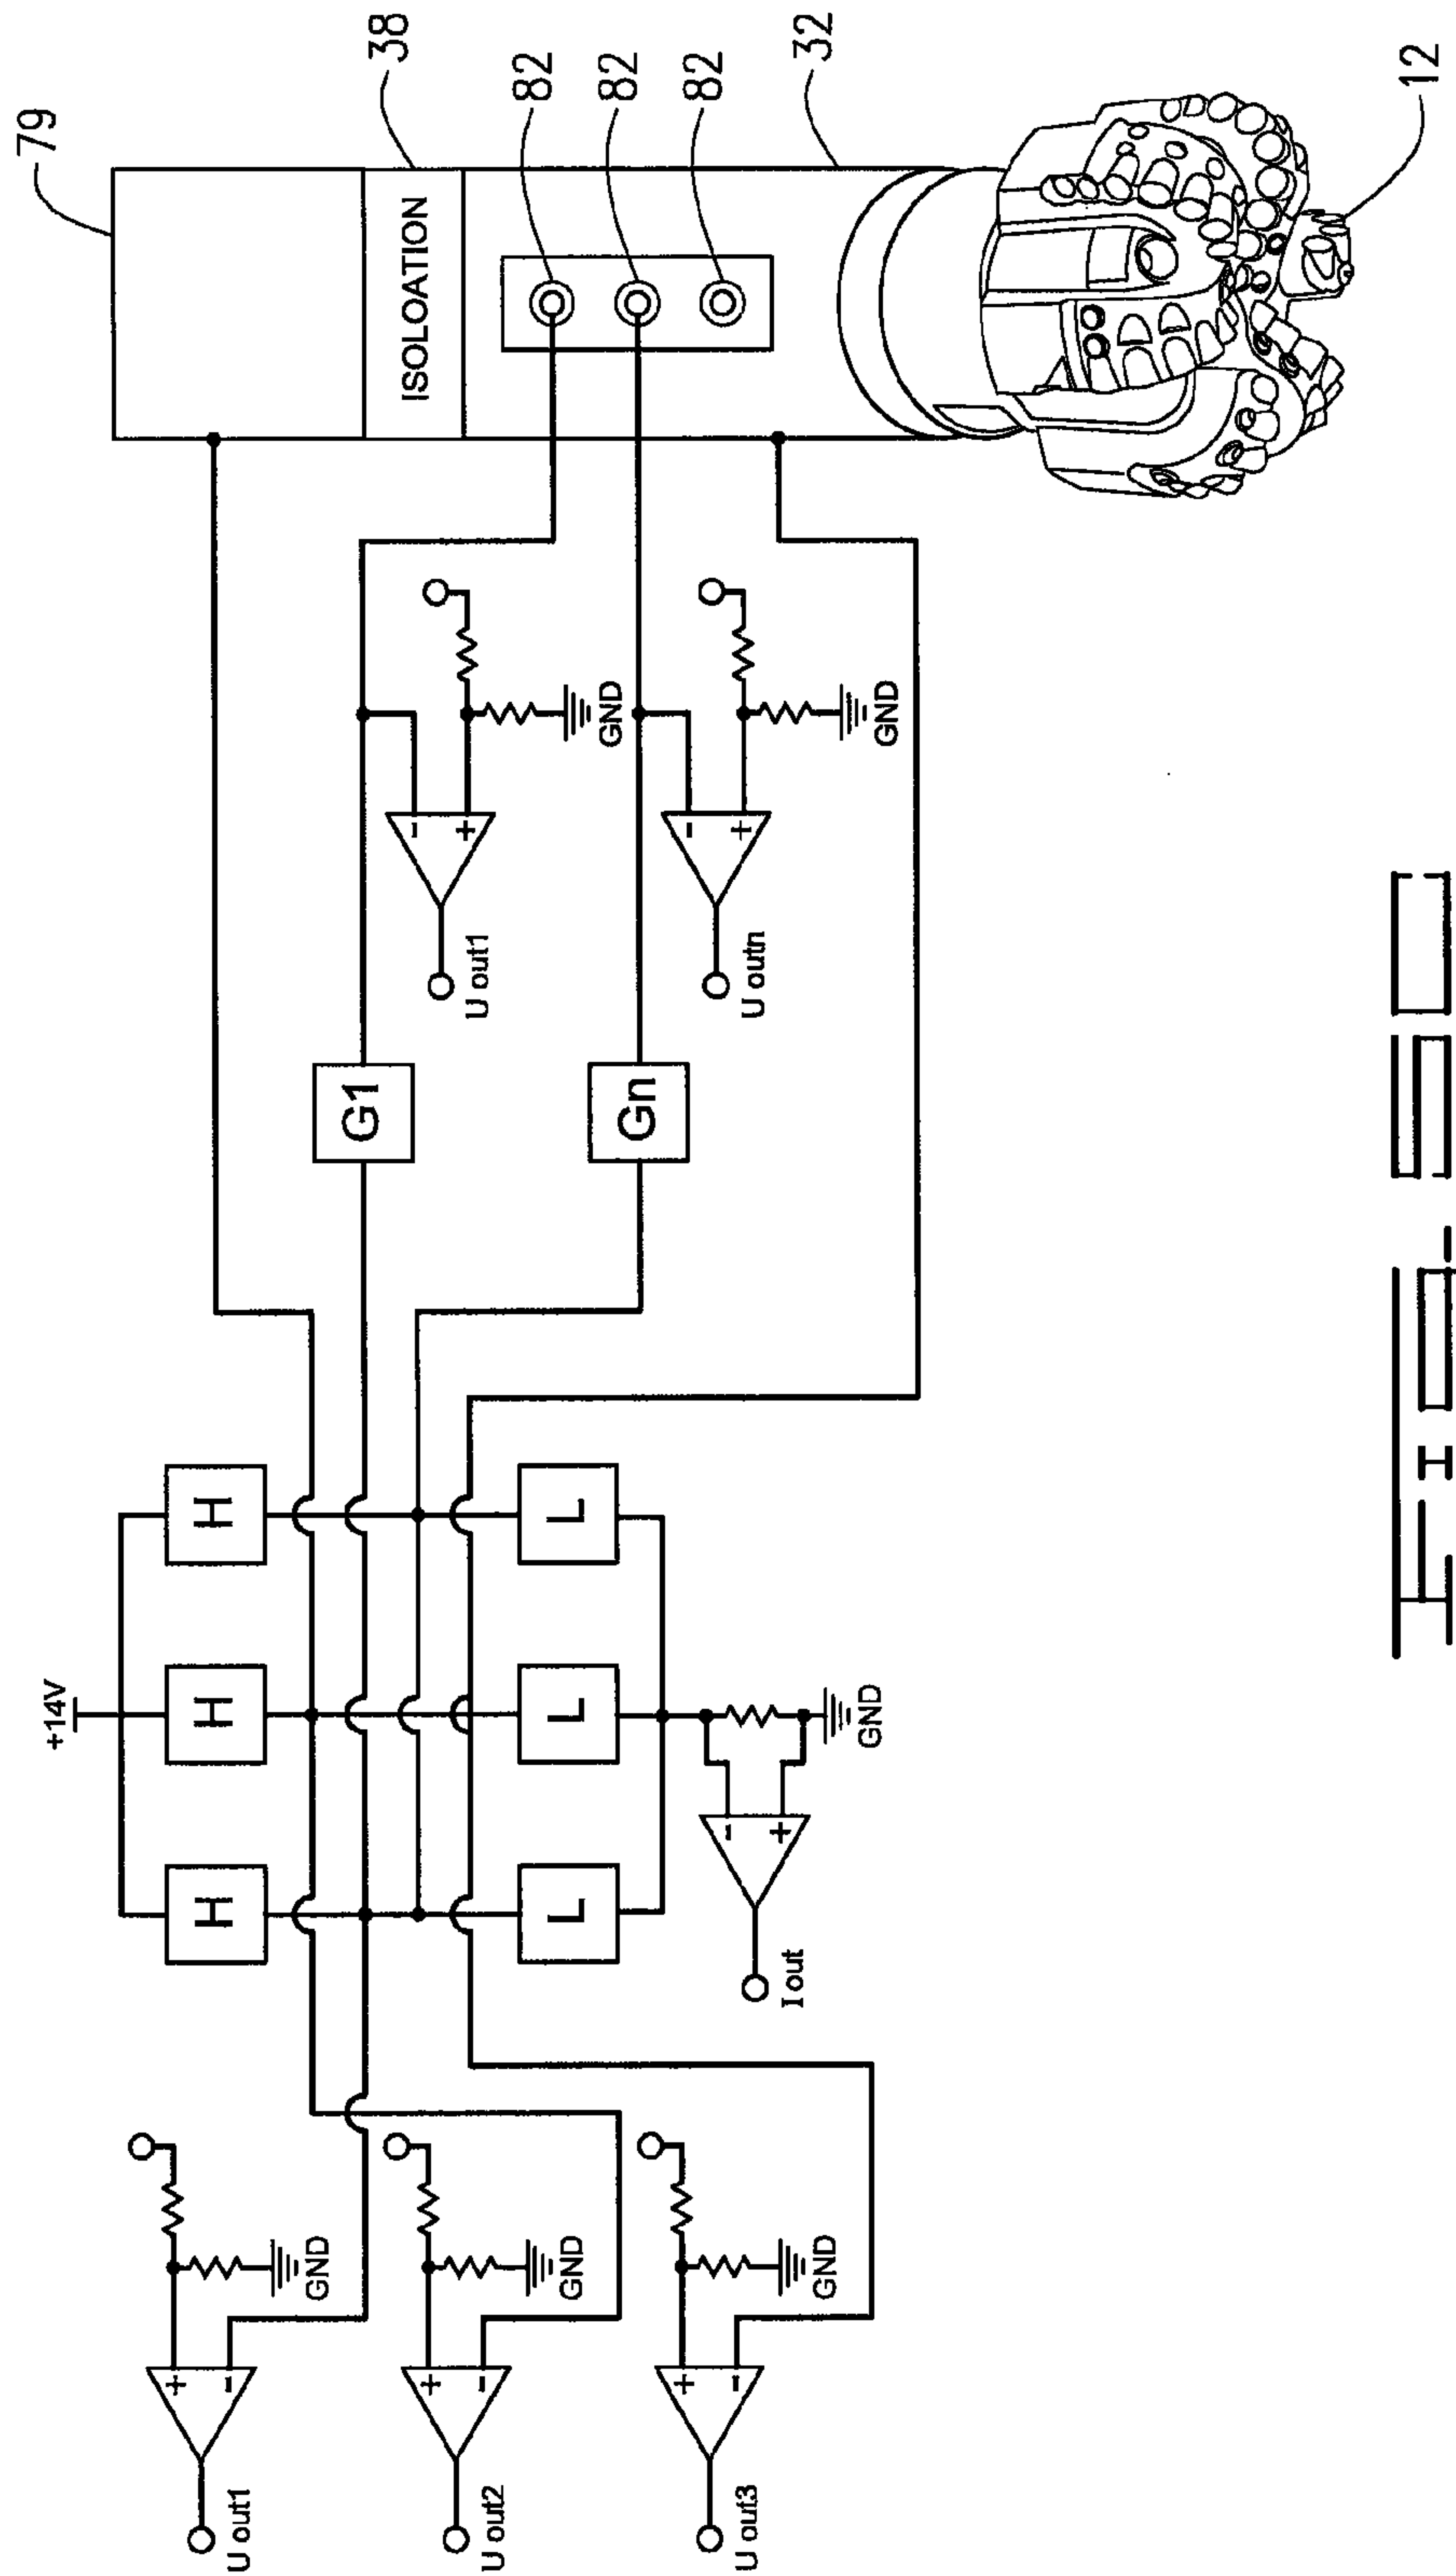 79
+14V
H H H
U out1
GND
G1
38
ISOLOATION
U out1
- +
GND
82
82
82
U out2
+ -
GND
L L L
Gn
U outn
- +
GND
I out
- +
GND
U out3
+ -
GND
+ -
32
12
FIG.